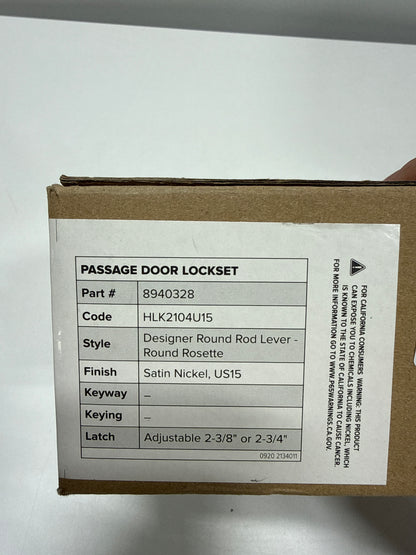 PASSAGE DOOR LOCKSET
Part # 8940328
Code HLK2104U15
Style Designer Round Rod Lever -
Round Rosette
Finish Satin Nickel, US15
Keyway –
Keying –
Latch Adjustable 2-3/8" or 2-3/4"
0920 2134011
FOR CALIFORNIA CONSUMERS WARNING: THIS PRODUCT
CAN EXPOSE YOU TO CHEMICALS INCLUDING NICKEL, WHICH
IS KNOWN TO THE STATE OF CALIFORNIA TO CAUSE CANCER.
FOR MORE INFORMATION GO TO WWW.P65WARNINGS.CA.GOV.